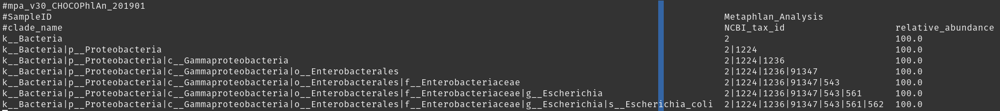 #mpa_v30_CHOCOPhlAn_201901
#SampleID Metaphlan_Analysis
#clade_name NCBI_tax_id relative_abundance
k__Bacteria 2 100.0
k__Bacteria|p__Proteobacteria 2|1224 100.0
k__Bacteria|p__Proteobacteria|c__Gammaproteobacteria 2|1224|1236 100.0
k__Bacteria|p__Proteobacteria|c__Gammaproteobacteria|o__Enterobacterales 2|1224|1236|91347 100.0
k__Bacteria|p__Proteobacteria|c__Gammaproteobacteria|o__Enterobacterales|f__Enterobacteriaceae 2|1224|1236|91347|543 100.0
k__Bacteria|p__Proteobacteria|c__Gammaproteobacteria|o__Enterobacterales|f__Enterobacteriaceae|g__Escherichia 2|1224|1236|91347|543|561 100.0
k__Bacteria|p__Proteobacteria|c__Gammaproteobacteria|o__Enterobacterales|f__Enterobacteriaceae|g__Escherichia|s__Escherichia_coli 2|1224|1236|91347|543|561|562 100.0